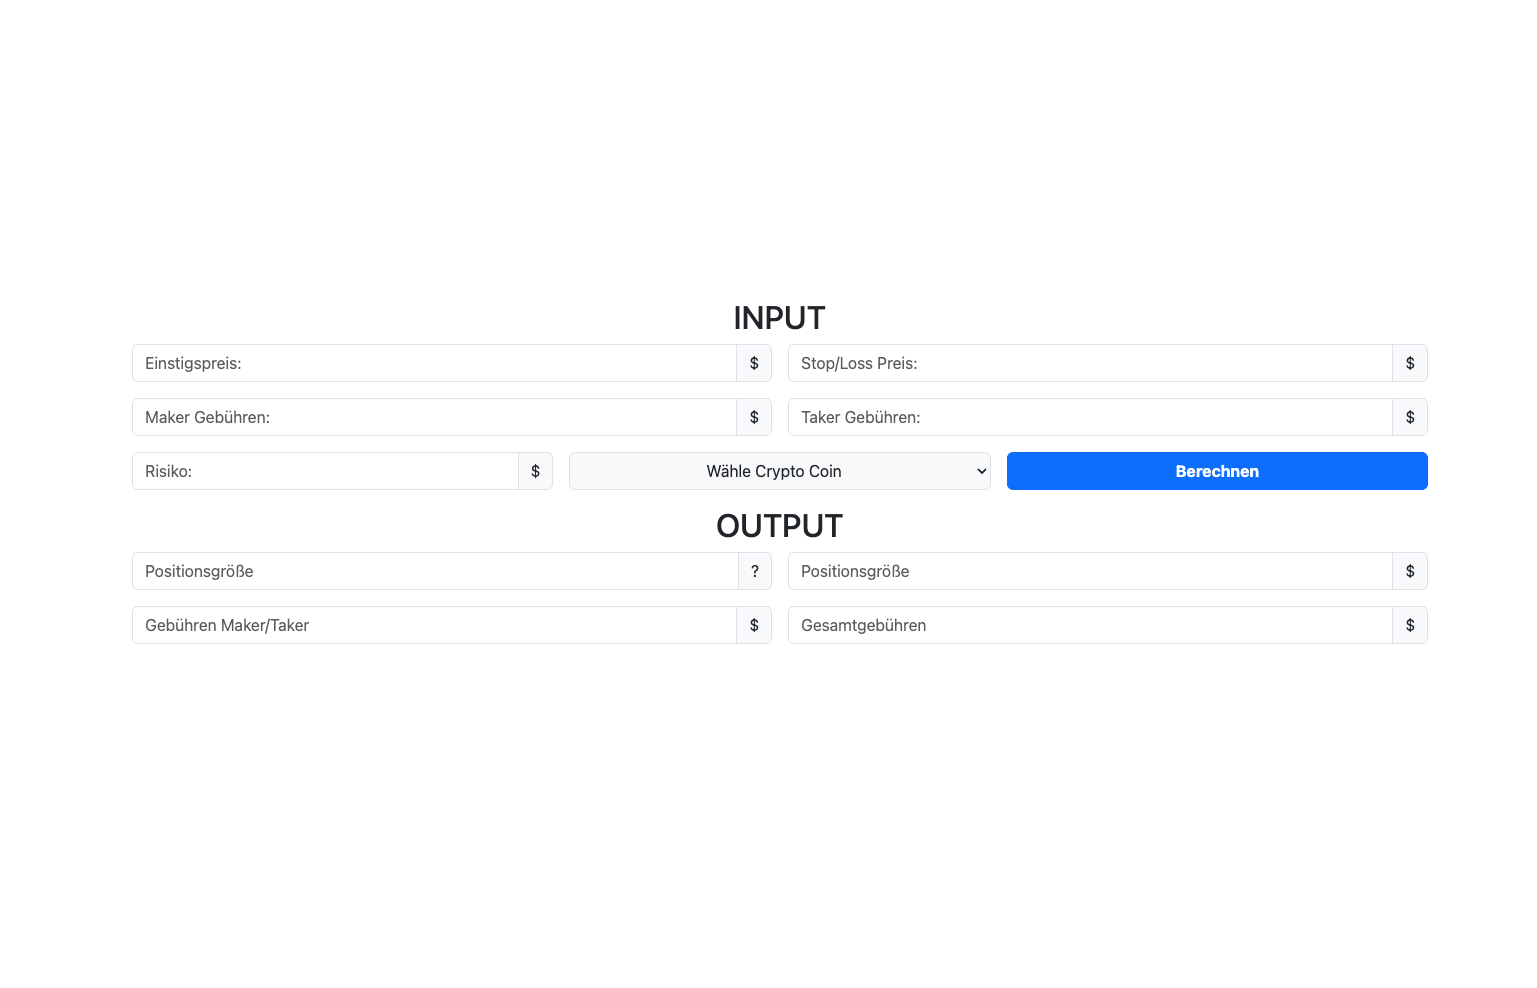 INPUT
Einstigspreis: $ Stop/Loss Preis: $
Maker Gebühren: $ Taker Gebühren: $
Risiko: $ Wähle Crypto Coin Berechnen
OUTPUT
Positionsgröße ? Positionsgröße $
Gebühren Maker/Taker $ Gesamtgebühren $